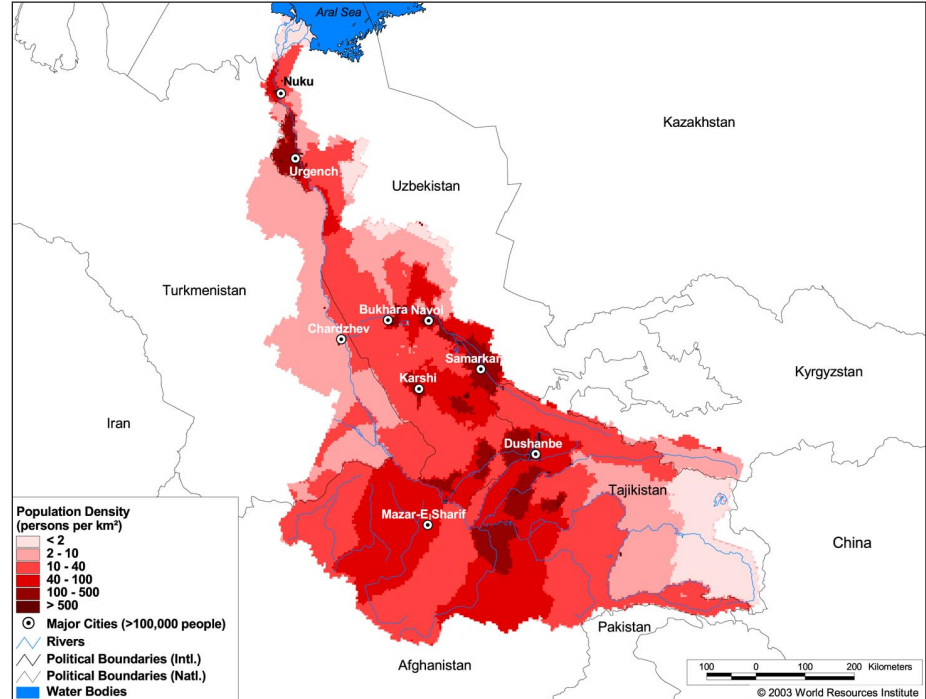 Aral Sea
Nuku
Kazakhstan
Urgench
Uzbekistan
Turkmenistan
Bukhara Navoi
Chardzhev
Samarkan
Kyrgyzstan
Karshi
Iran
Dushanbe
Tajikistan
Mazar-E Sharif
China
Pakistan
Afghanistan
Population Density
(persons per km²)
< 2
2 - 10
10 - 40
40 - 100
100 - 500
> 500
Major Cities (>100,000 people)
Rivers
Political Boundaries (Intl.)
Political Boundaries (Natl.)
Water Bodies
100 0 100 200 Kilometers
© 2003 World Resources Institute